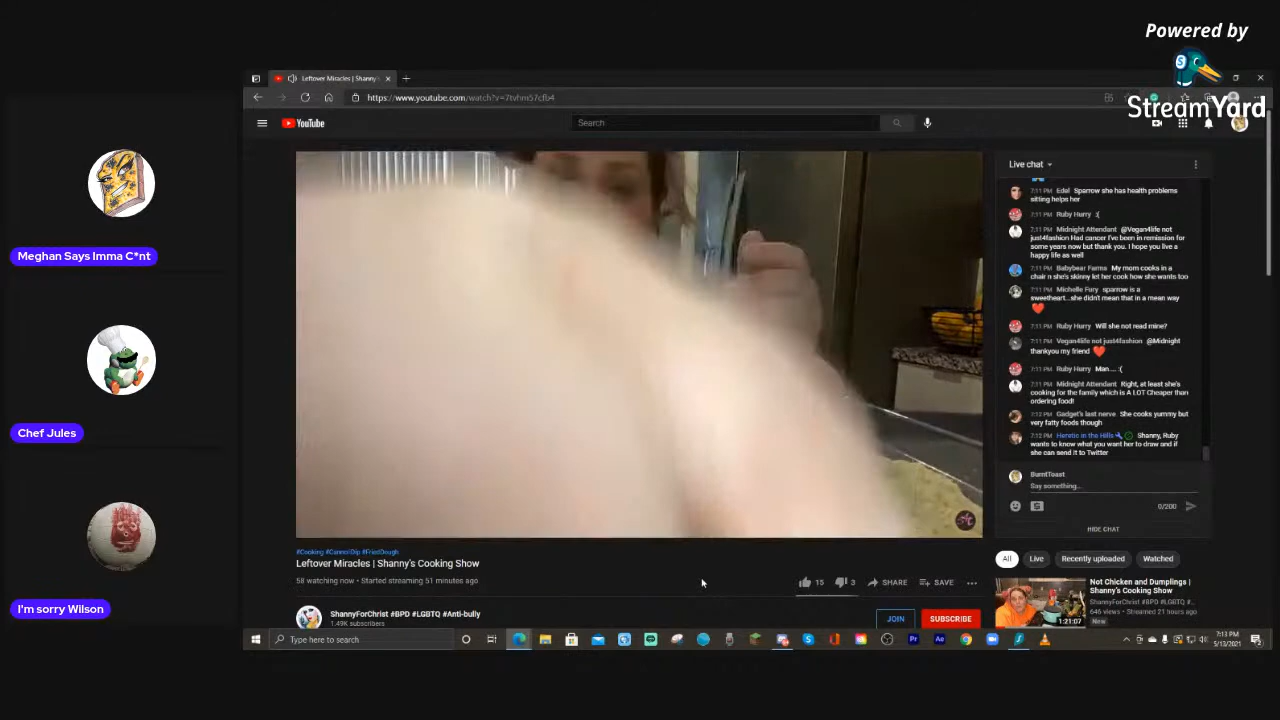 Powered by
StreamYard
Leftover Miracles | Shanny's
https://www.youtube.com/watch?v=7tvhm57cfb4
YouTube
Search
Live chat
7:11 PM Edel Sparrow she has health problems
sitting helps her
7:11 PM Ruby Hurry :(
7:11 PM Midnight Attendant @Vegan4life not
just4fashion Had cancer I've been in remission for
some years now but thank you. I hope you live a
happy life as well
7:11 PM Babybear Furms My mom cooks in a
chair n she's skinny let her cook how she wants too
7:11 PM Michelle Fury sparrow is a
sweetheart...she didn't mean that in a mean way
7:11 PM Ruby Hurry Will she not read mine?
7:11 PM Vegan4life not just4fashion @Midnight
thankyou my friend
7:11 PM Ruby Hurry Man.... :(
7:11 PM Midnight Attendant Right, at least she's
cooking for the family which is A LOT Cheaper than
ordering food!
7:12 PM Gadget's last nerve She cooks yummy but
very fatty foods though
7:12 PM Heretic in the Hills Shanny, Ruby
wants to know what you want her to draw and if
she can send it to Twitter
BurntToast
Say something...
0/200
HIDE CHAT
Meghan Says Imma C*nt
Chef Jules
I'm sorry Wilson
#Cooking #CannoliDip #FriedDough
Leftover Miracles | Shanny's Cooking Show
58 watching now • Started streaming 51 minutes ago
15
3
SHARE
SAVE
ShannyForChrist #BPD #LGBTQ #Anti-bully
1.49K subscribers
JOIN
SUBSCRIBE
All
Live
Recently uploaded
Watched
Not Chicken and Dumplings |
Shanny's Cooking Show
ShannyForChrist #BPD #LGBTQ #...
646 views • Streamed 21 hours ago
New
1:21:07
Type here to search
7:13 PM
5/13/2021